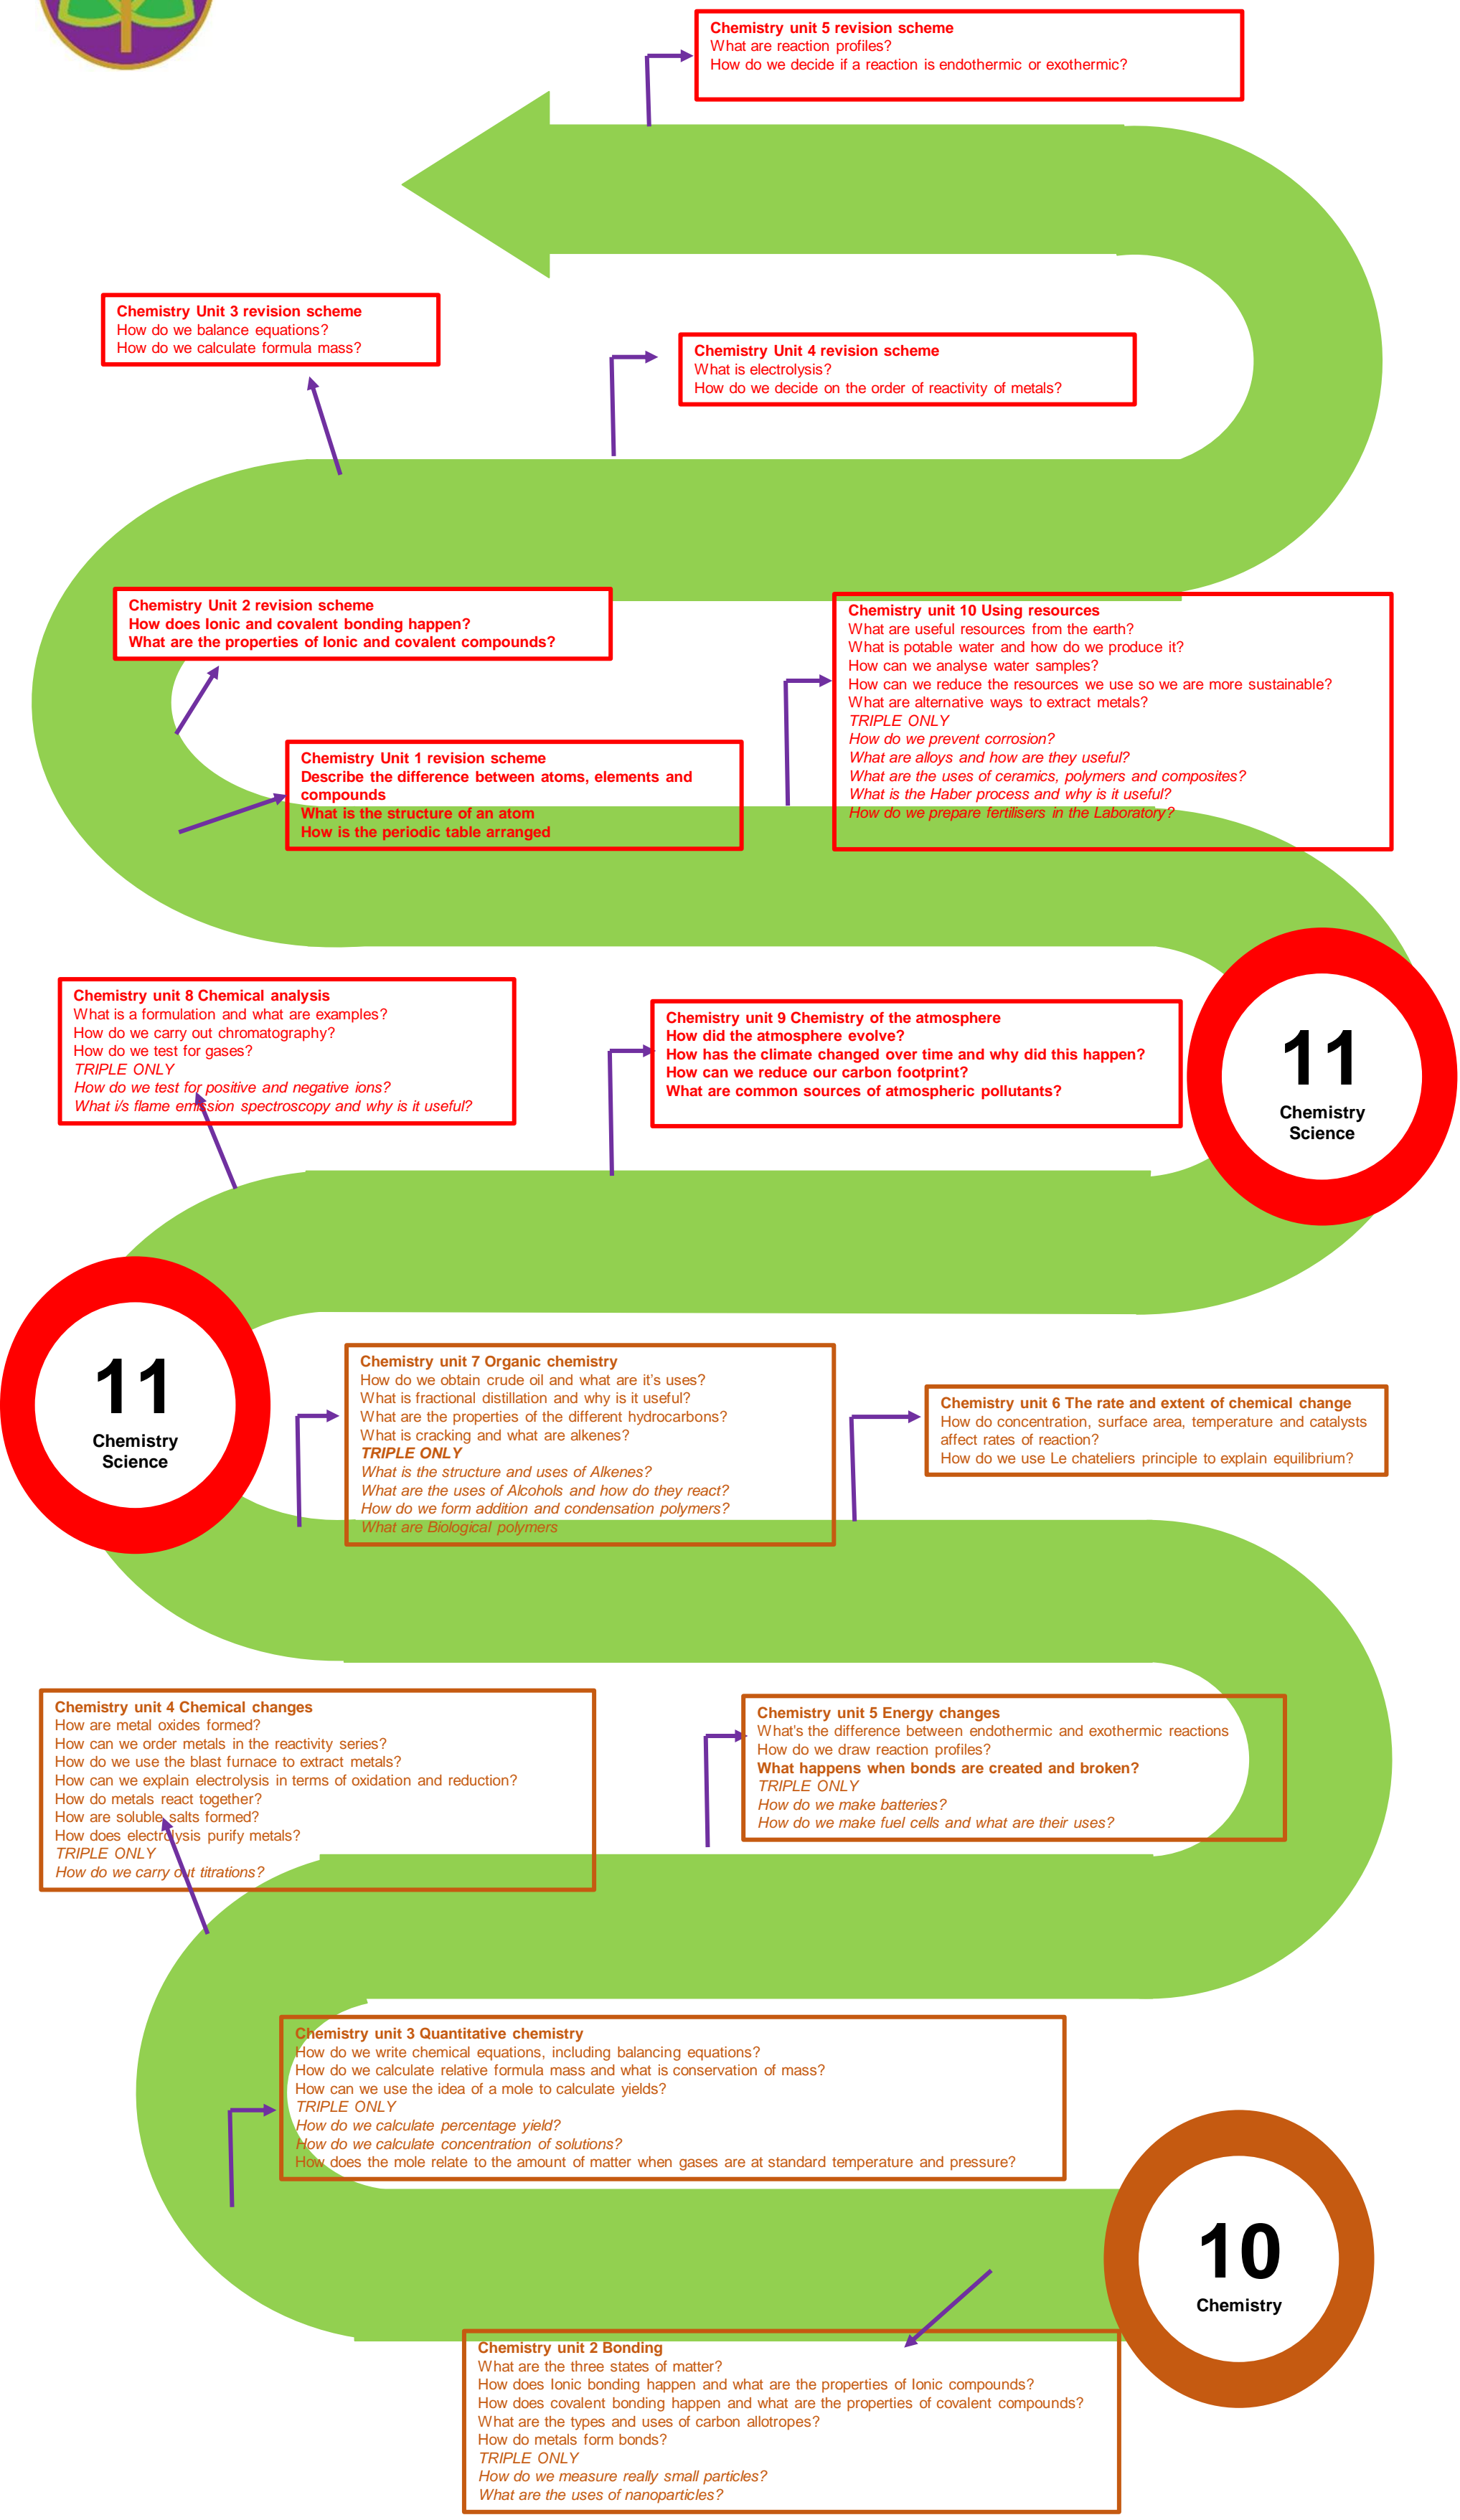 Chemistry unit 5 revision scheme
What are reaction profiles?
How do we decide if a reaction is endothermic or exothermic?
Chemistry Unit 3 revision scheme
How do we balance equations?
How do we calculate formula mass?
Chemistry Unit 4 revision scheme
What is electrolysis?
How do we decide on the order of reactivity of metals?
Chemistry Unit 2 revision scheme
How does Ionic and covalent bonding happen?
What are the properties of Ionic and covalent compounds?
Chemistry unit 10 Using resources
What are useful resources from the earth?
What is potable water and how do we produce it?
How can we analyse water samples?
How can we reduce the resources we use so we are more sustainable?
What are alternative ways to extract metals?
TRIPLE ONLY
How do we prevent corrosion?
What are alloys and how are they useful?
What are the uses of ceramics, polymers and composites?
What is the Haber process and why is it useful?
How do we prepare fertilisers in the Laboratory?
Chemistry Unit 1 revision scheme
Describe the difference between atoms, elements and
compounds
What is the structure of an atom
How is the periodic table arranged
Chemistry unit 8 Chemical analysis
What is a formulation and what are examples?
How do we carry out chromatography?
How do we test for gases?
TRIPLE ONLY
How do we test for positive and negative ions?
What i/s flame emission spectroscopy and why is it useful?
Chemistry unit 9 Chemistry of the atmosphere
How did the atmosphere evolve?
How has the climate changed over time and why did this happen?
How can we reduce our carbon footprint?
What are common sources of atmospheric pollutants?
11
Chemistry
Science
11
Chemistry
Science
Chemistry unit 7 Organic chemistry
How do we obtain crude oil and what are it's uses?
What is fractional distillation and why is it useful?
What are the properties of the different hydrocarbons?
What is cracking and what are alkenes?
TRIPLE ONLY
What is the structure and uses of Alkenes?
What are the uses of Alcohols and how do they react?
How do we form addition and condensation polymers?
What are Biological polymers
Chemistry unit 6 The rate and extent of chemical change
How do concentration, surface area, temperature and catalysts
affect rates of reaction?
How do we use Le chateliers principle to explain equilibrium?
Chemistry unit 4 Chemical changes
How are metal oxides formed?
How can we order metals in the reactivity series?
How do we use the blast furnace to extract metals?
How can we explain electrolysis in terms of oxidation and reduction?
How do metals react together?
How are soluble salts formed?
How does electrolysis purify metals?
TRIPLE ONLY
How do we carry out titrations?
Chemistry unit 5 Energy changes
What's the difference between endothermic and exothermic reactions
How do we draw reaction profiles?
What happens when bonds are created and broken?
TRIPLE ONLY
How do we make batteries?
How do we make fuel cells and what are their uses?
Chemistry unit 3 Quantitative chemistry
How do we write chemical equations, including balancing equations?
How do we calculate relative formula mass and what is conservation of mass?
How can we use the idea of a mole to calculate yields?
TRIPLE ONLY
How do we calculate percentage yield?
How do we calculate concentration of solutions?
How does the mole relate to the amount of matter when gases are at standard temperature and pressure?
10
Chemistry
Chemistry unit 2 Bonding
What are the three states of matter?
How does Ionic bonding happen and what are the properties of Ionic compounds?
How does covalent bonding happen and what are the properties of covalent compounds?
What are the types and uses of carbon allotropes?
How do metals form bonds?
TRIPLE ONLY
How do we measure really small particles?
What are the uses of nanoparticles?